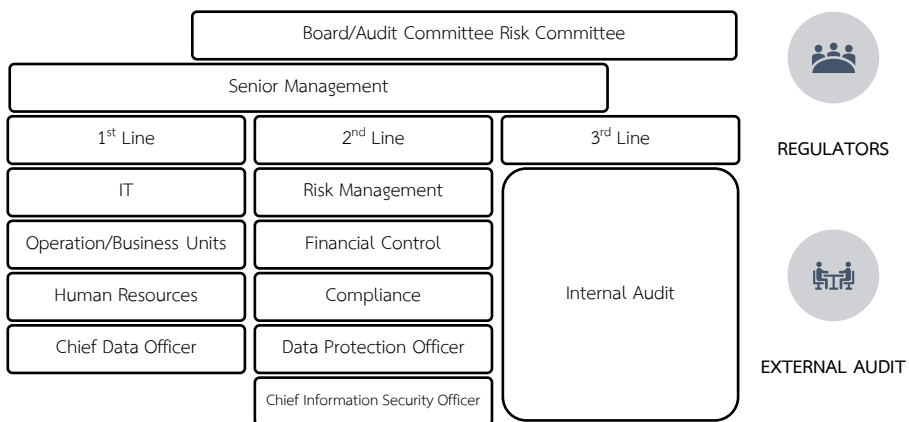 Board/Audit Committee Risk Committee
Senior Management
1st Line
2nd Line
3rd Line
REGULATORS
IT
Risk Management
Operation/Business Units
Financial Control
Human Resources
Compliance
Internal Audit
Chief Data Officer
Data Protection Officer
EXTERNAL AUDIT
Chief Information Security Officer